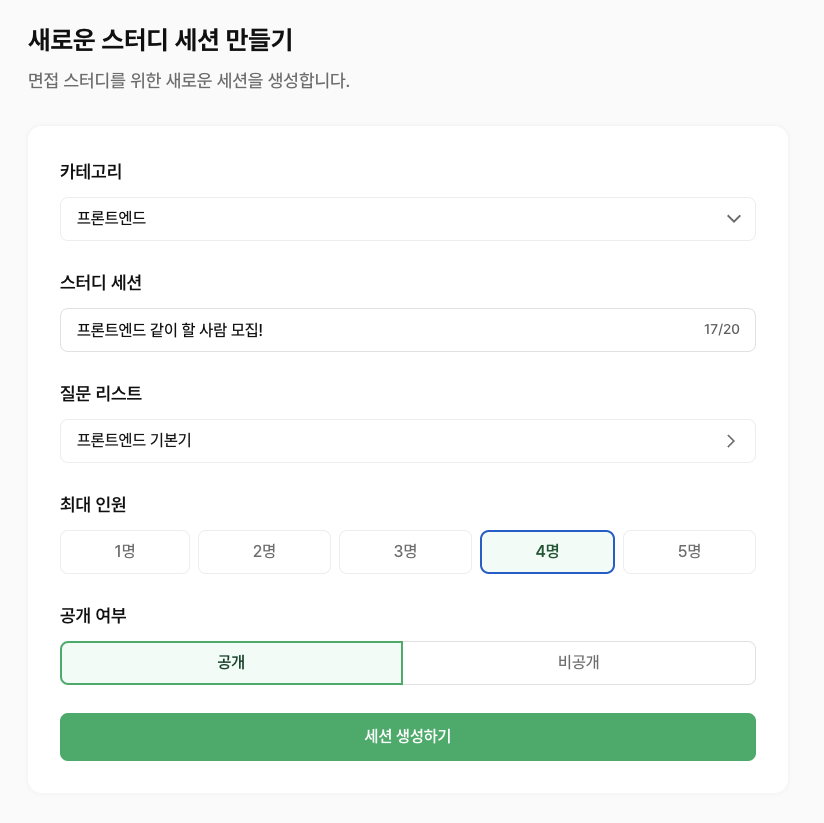 새로운 스터디 세션 만들기
면접 스터디를 위한 새로운 세션을 생성합니다.
카테고리
프론트엔드
스터디 세션
프론트엔드 같이 할 사람 모집! 17/20
질문 리스트
프론트엔드 기본기
최대 인원
1명 2명 3명 4명 5명
공개 여부
공개 비공개
세션 생성하기